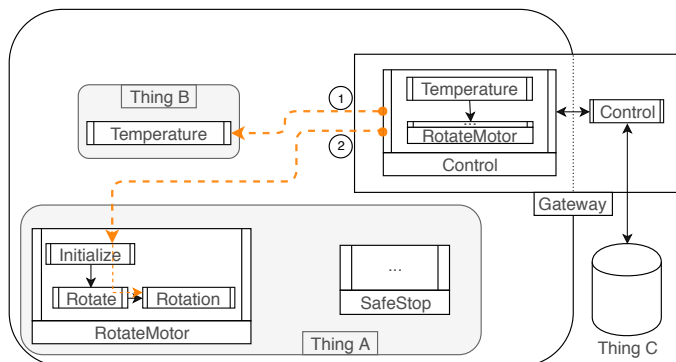 1
Temperature
Thing B
Control
Temperature
...
2
RotateMotor
Control
Gateway
Initialize
...
Rotate
Rotation
SafeStop
RotateMotor
Thing A
Thing C